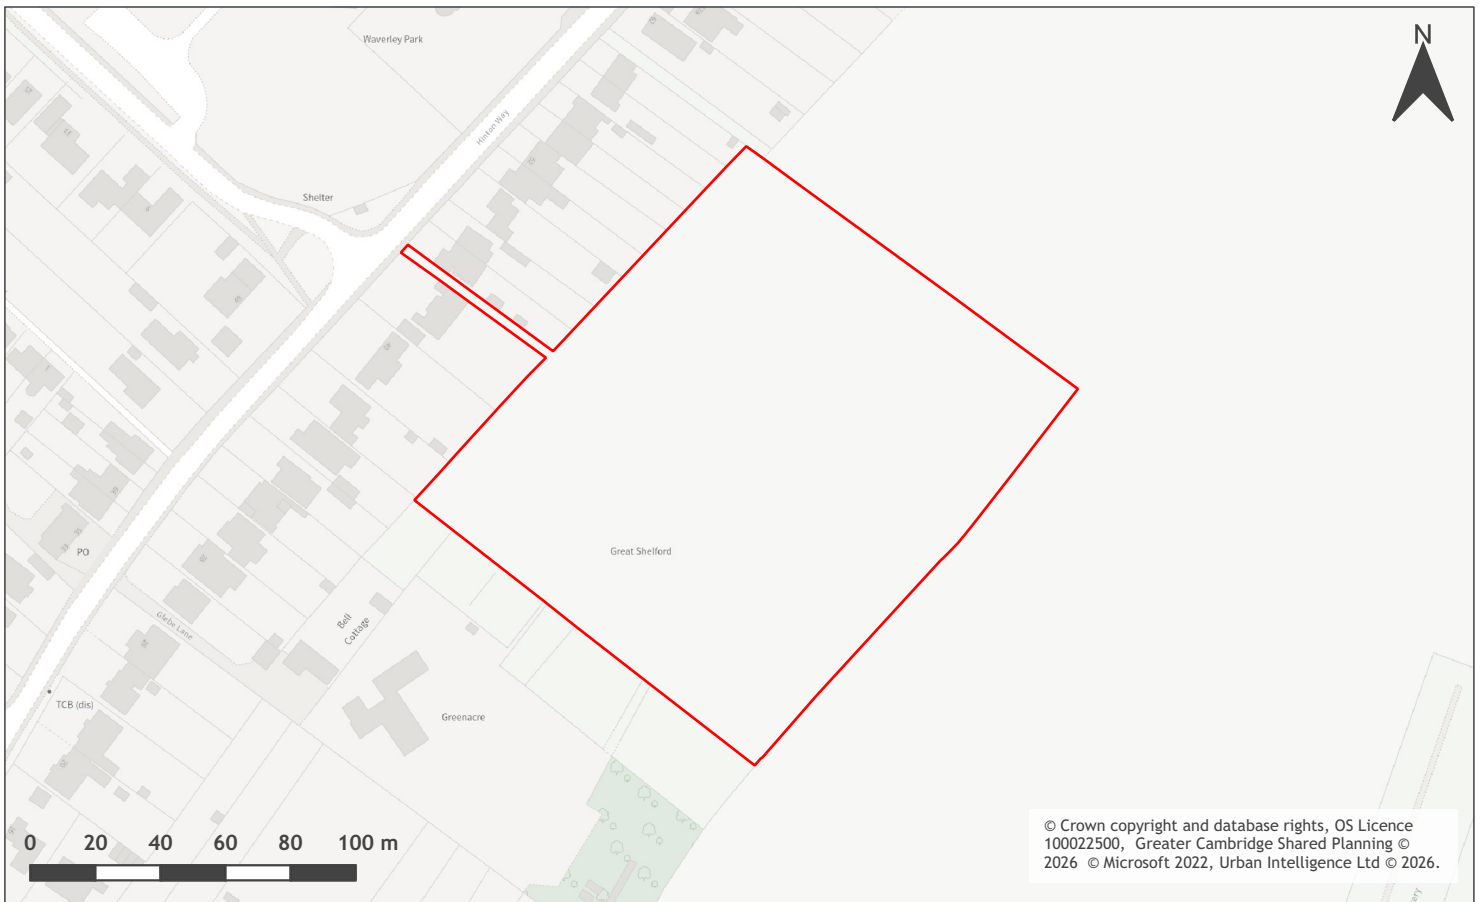 Waverley Park
N
Hinton Way
Shelter
PO
Great Shelford
Bell
Cottage
Glebe Lane
TCB (dis)
Greenacre
0 20 40 60 80 100 m
© Crown copyright and database rights, OS Licence
100022500, Greater Cambridge Shared Planning ©
2026 © Microsoft 2022, Urban Intelligence Ltd © 2026.